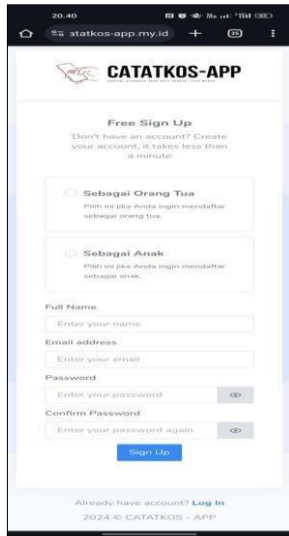 20.40
statkos-app.my.id
CATATKOS-APP
Free Sign Up
Don't have an account? Create
your account, it takes less than
a minute
Sebagai Orang Tua
Pilih ini jika Anda ingin mendaftar
sebagai orang tua.
Sebagai Anak
Pilih ini jika Anda ingin mendaftar
sebagai anak.
Full Name
Enter your name
Email address
Enter your email
Password
Enter your password
Confirm Password
Enter your password again
Sign Up
Already have account? Log In
2024 © CATATKOS - APP